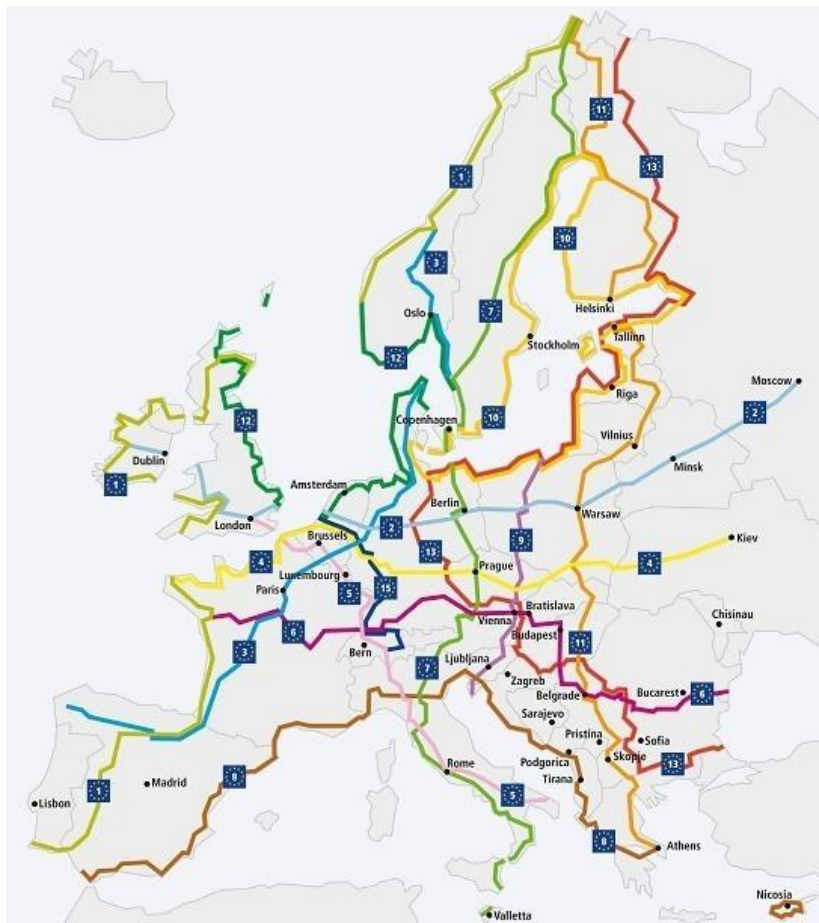 11
13
1
3
10
Oslo
Helsinki
7
Tallinn
12
Stockholm
Moscow
Riga
2
12
Copenhagen
10
Vilnius
Dublin
Minsk
1
Amsterdam
Berlin
Warsaw
London
2
Brussels
9
Kiev
4
13
4
Prague
Luxembourg
15
Paris
5
Bratislava
Chisinau
Vienna
6
Budapest
11
3
Bern
7
Ljubljana
Zagreb
Belgrade
Bucarest
6
Sarajevo
Pristina
Sofia
8
Rome
Podgorica
Skopje
13
Madrid
Tirana
1
5
Lisbon
8
Athens
Nicosia
Valletta